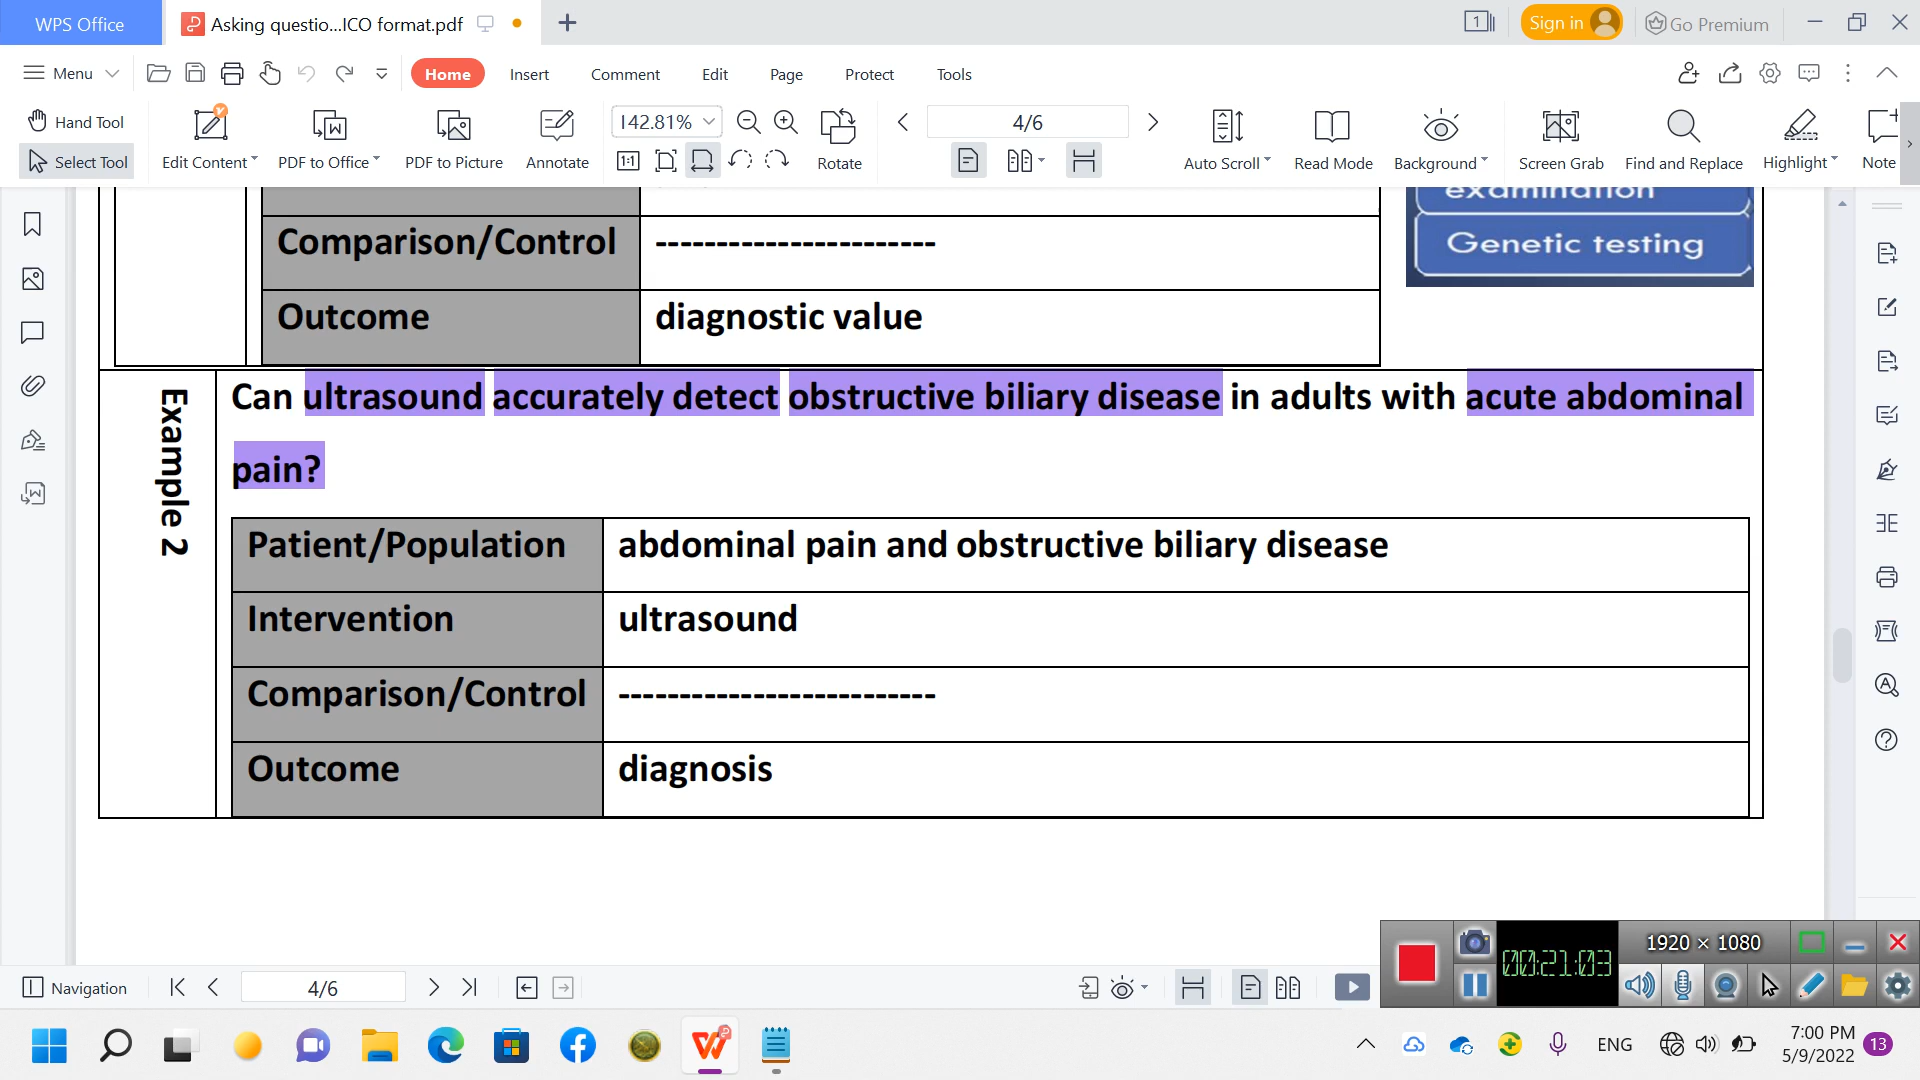 WPS Office
Asking questio...ICO format.pdf
1
Sign in
Go Premium
Menu
Home
Insert
Comment
Edit
Page
Protect
Tools
Hand Tool
Select Tool
Edit Content
PDF to Office
PDF to Picture
Annotate
142.81%
1:1
Rotate
4/6
Auto Scroll
Read Mode
Background
Screen Grab
Find and Replace
Highlight
Note
examination
Comparison/Control -----------------------
Genetic testing
Outcome diagnostic value
Example 2
Can ultrasound accurately detect obstructive biliary disease in adults with acute abdominal
pain?
Patient/Population abdominal pain and obstructive biliary disease
Intervention ultrasound
Comparison/Control --------------------------
Outcome diagnosis
1920 × 1080
00:21:03
Navigation
4/6
ENG
7:00 PM
5/9/2022
13